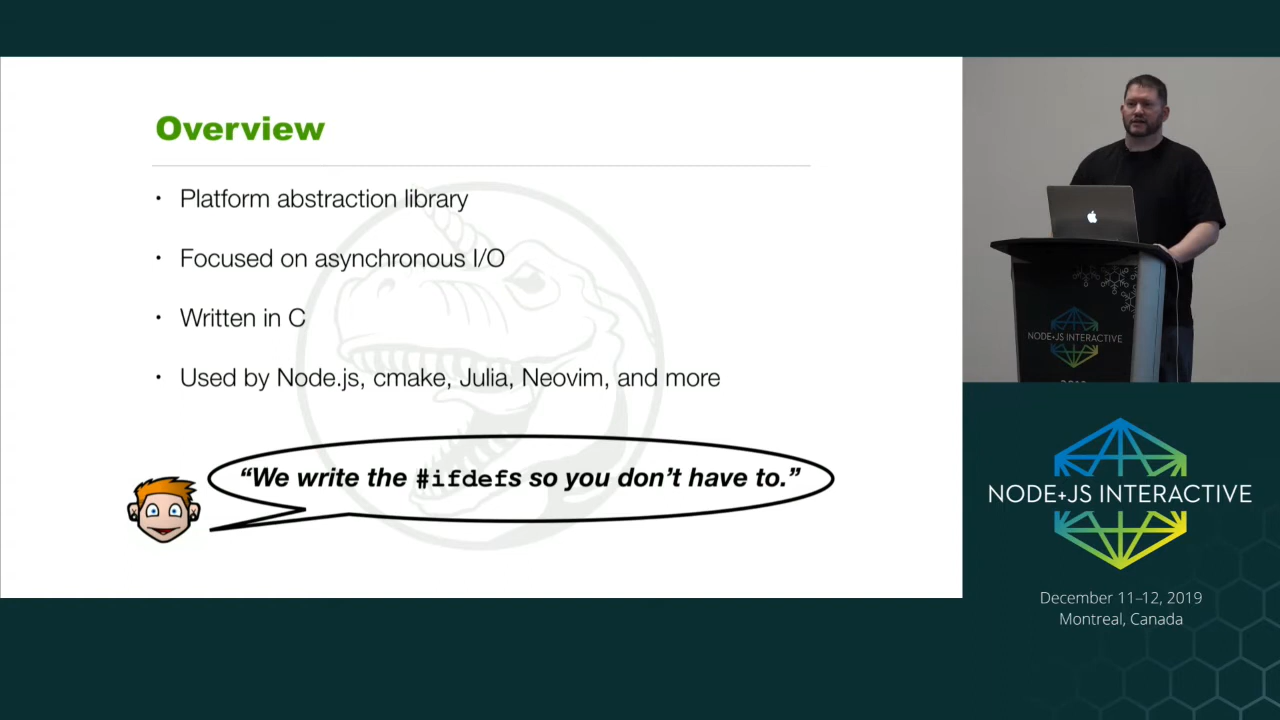 Overview
• Platform abstraction library
• Focused on asynchronous I/O
• Written in C
• Used by Node.js, cmake, Julia, Neovim, and more
“We write the #ifdefs so you don’t have to.”
NODE+JS INTERACTIVE
NODE+JS INTERACTIVE
December 11–12, 2019
Montreal, Canada